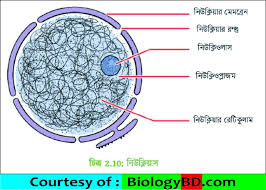 নিউক্লিয়ার মেমব্রেন
নিউক্লিয়ার রন্ধ্র
নিউক্লিওলাস
নিউক্লিওপ্লাজম
নিউক্লিয়ার রেটিকুলাম
চিত্র 2.10: নিউক্লিয়াস
Courtesy of : BiologyBD.com